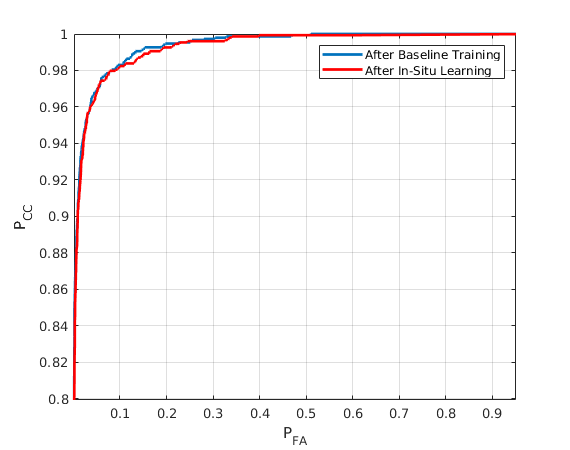 After Baseline Training
After In-Situ Learning
1
0.98
0.96
0.94
0.92
0.9
0.88
0.86
0.84
0.82
0.8
P_CC
0.1 0.2 0.3 0.4 0.5 0.6 0.7 0.8 0.9
P_FA